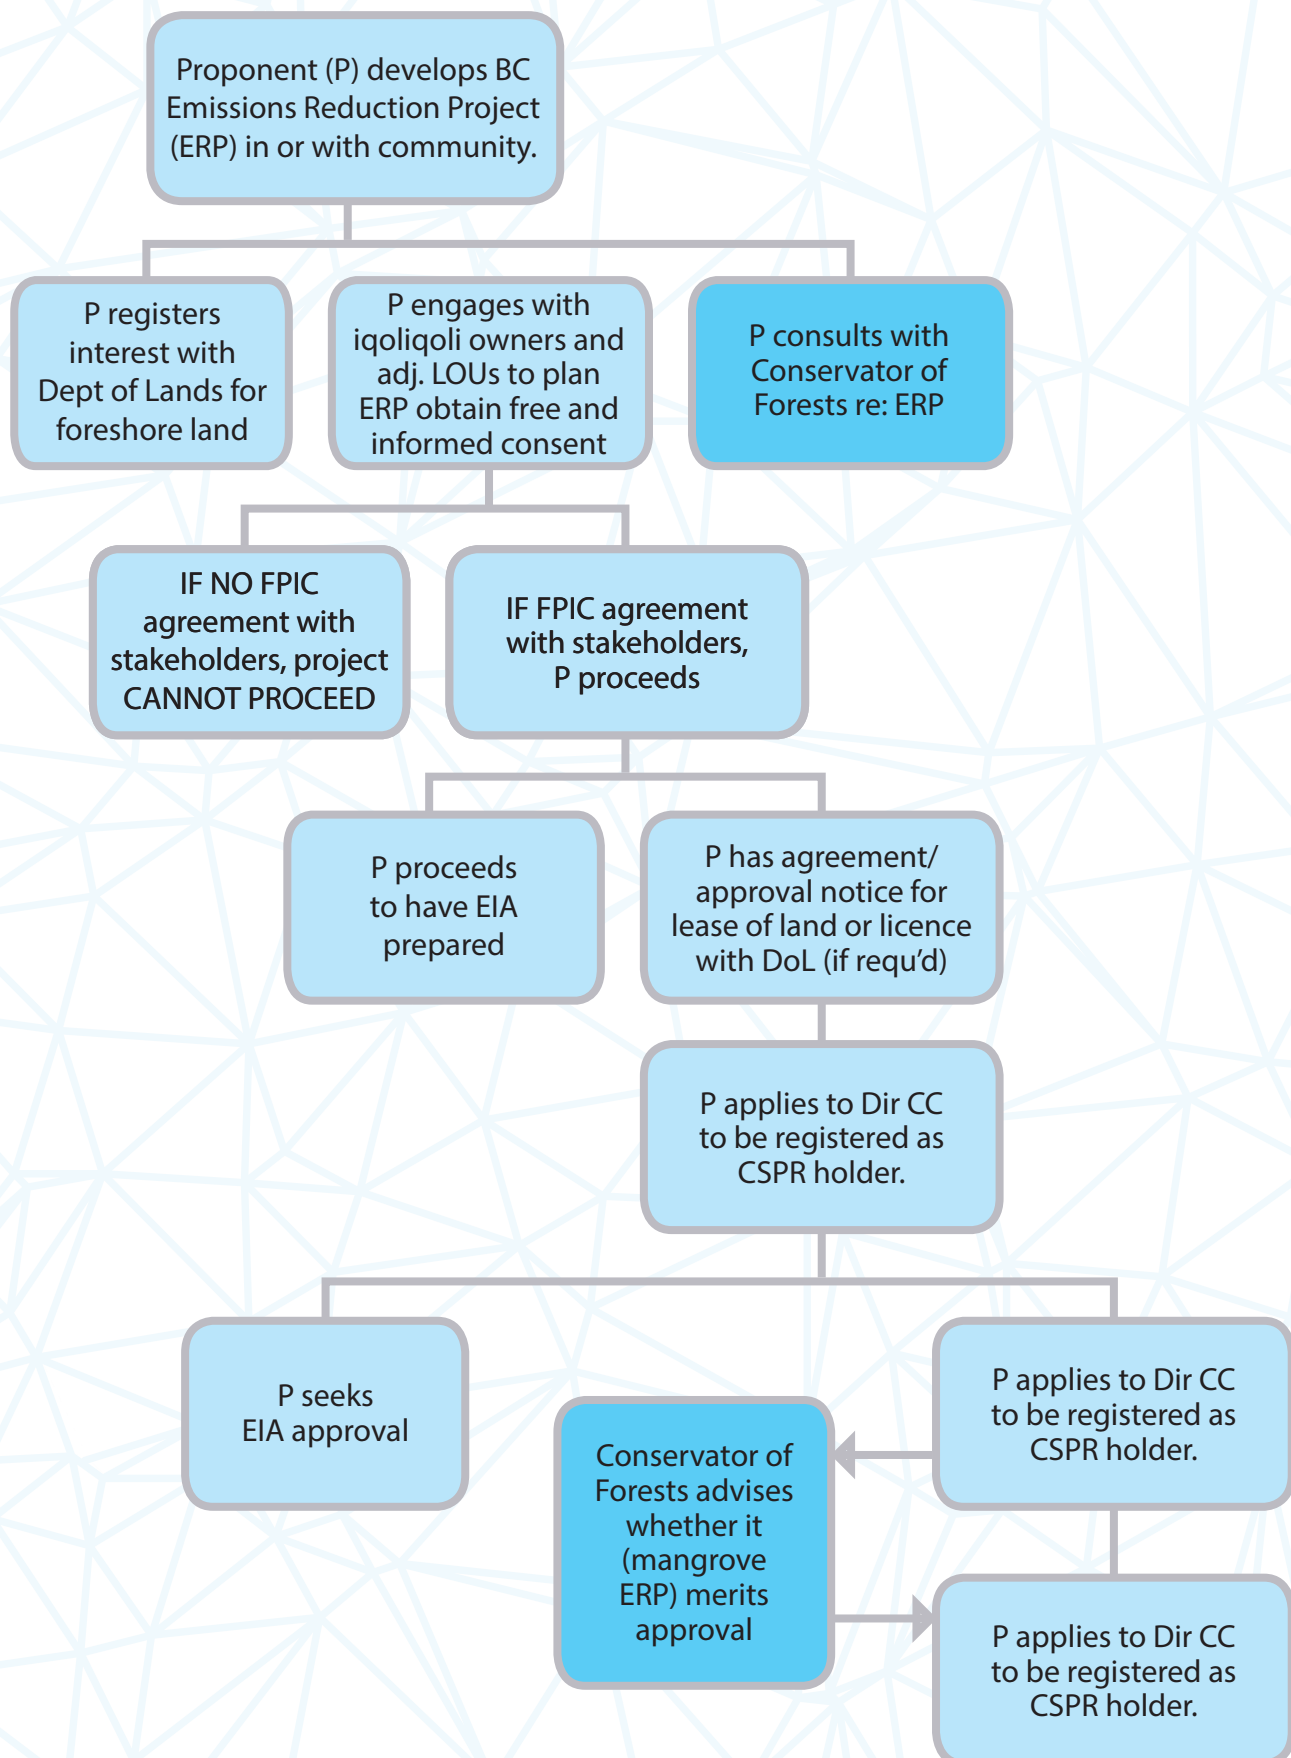 Proponent (P) develops BC
Emissions Reduction Project
(ERP) in or with community.
P registers
interest with
Dept of Lands for
foreshore land
P engages with
iqoliqoli owners and
adj. LOUs to plan
ERP obtain free and
informed consent
P consults with
Conservator of
Forests re: ERP
IF NO FPIC
agreement with
stakeholders, project
CANNOT PROCEED
IF FPIC agreement
with stakeholders,
P proceeds
P proceeds
to have EIA
prepared
P has agreement/
approval notice for
lease of land or licence
with DoL (if requ’d)
P applies to Dir CC
to be registered as
CSPR holder.
P seeks
EIA approval
P applies to Dir CC
to be registered as
CSPR holder.
Conservator of
Forests advises
whether it
(mangrove
ERP) merits
approval
P applies to Dir CC
to be registered as
CSPR holder.